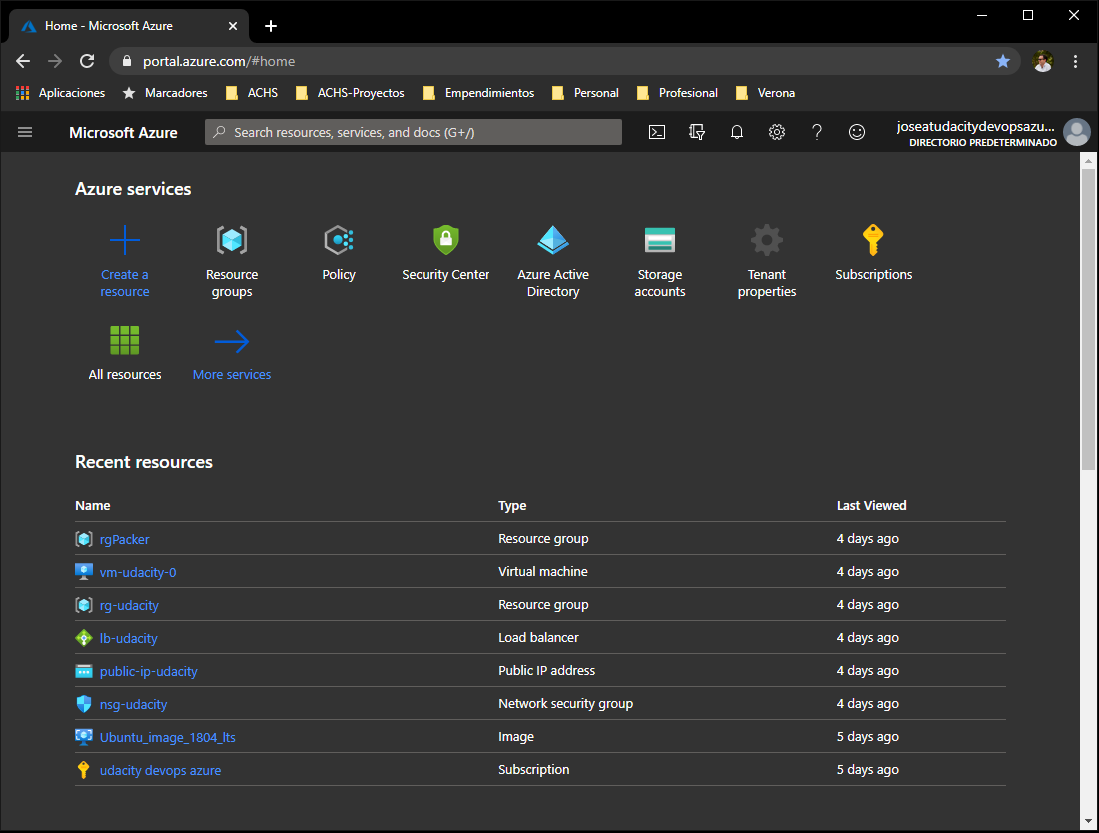 Home - Microsoft Azure
portal.azure.com/#home
Aplicaciones Marcadores ACHS ACHS-Proyectos Empendimientos Personal Profesional Verona
Microsoft Azure Search resources, services, and docs (G+/) joseatudacitydevopsazu...
DIRECTORIO PREDETERMINADO
Azure services
Create a resource
Resource groups
Policy
Security Center
Azure Active Directory
Storage accounts
Tenant properties
Subscriptions
All resources
More services
Recent resources
Name Type Last Viewed
rgPacker Resource group 4 days ago
vm-udacity-0 Virtual machine 4 days ago
rg-udacity Resource group 4 days ago
lb-udacity Load balancer 4 days ago
public-ip-udacity Public IP address 4 days ago
nsg-udacity Network security group 4 days ago
Ubuntu_image_1804_lts Image 5 days ago
udacity devops azure Subscription 5 days ago